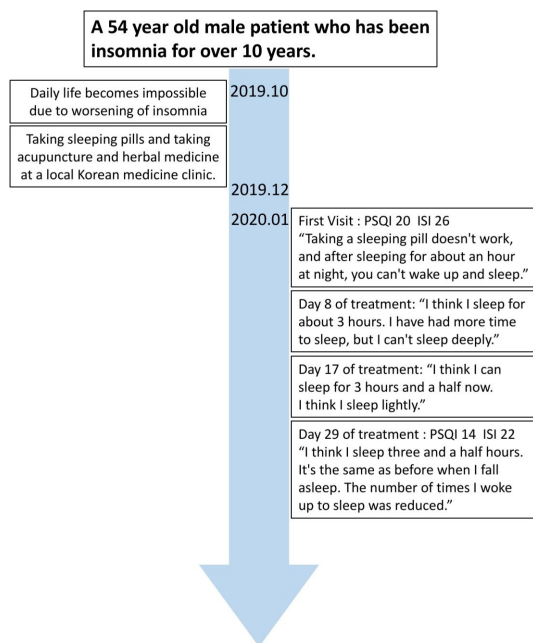 A 54 year old male patient who has been
insomnia for over 10 years.
2019.10
Daily life becomes impossible
due to worsening of insomnia
Taking sleeping pills and taking
acupuncture and herbal medicine
at a local Korean medicine clinic.
2019.12
2020.01
First Visit : PSQI 20  ISI 26
“Taking a sleeping pill doesn't work,
and after sleeping for about an hour
at night, you can't wake up and sleep.”
Day 8 of treatment: “I think I sleep for
about 3 hours. I have had more time
to sleep, but I can't sleep deeply.”
Day 17 of treatment: “I think I can
sleep for 3 hours and a half now.
I think I sleep lightly.”
Day 29 of treatment : PSQI 14  ISI 22
“I think I sleep three and a half hours.
It's the same as before when I fall
asleep. The number of times I woke
up to sleep was reduced.”